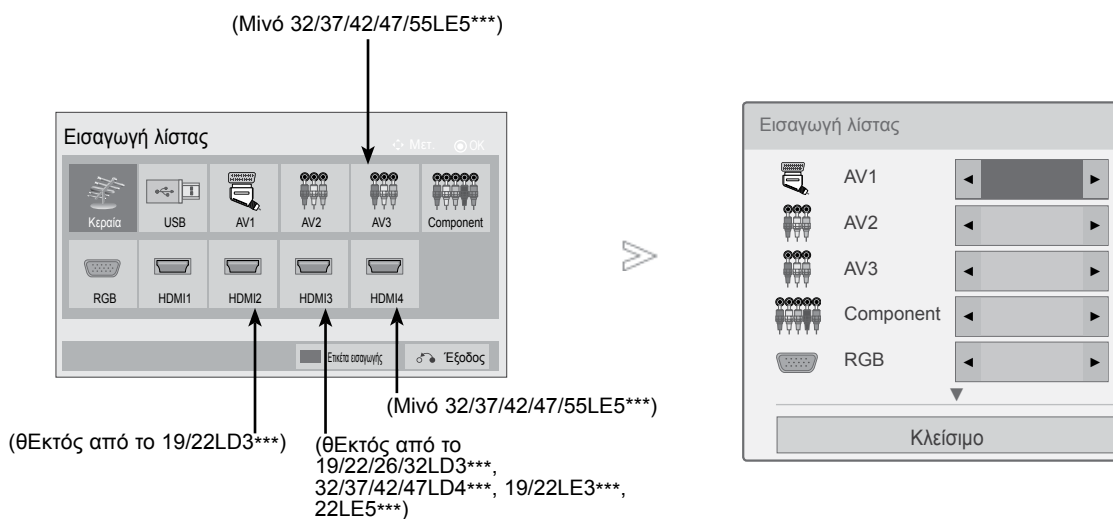 (Μινό 32/37/42/47/55LE5***)
Εισαγωγή λίστας
Μετ. OK
Κεραία USB AV1 AV2 AV3 Component
RGB HDMI1 HDMI2 HDMI3 HDMI4
Ετικέτα εισαγωγής Έξοδος
(Μινό 32/37/42/47/55LE5***)
(θΕκτός από το 19/22LD3***)
(θΕκτός από το
19/22/26/32LD3***,
32/37/42/47LD4***, 19/22LE3***,
22LE5***)
Εισαγωγή λίστας
AV1
AV2
AV3
Component
RGB
Κλείσιμο